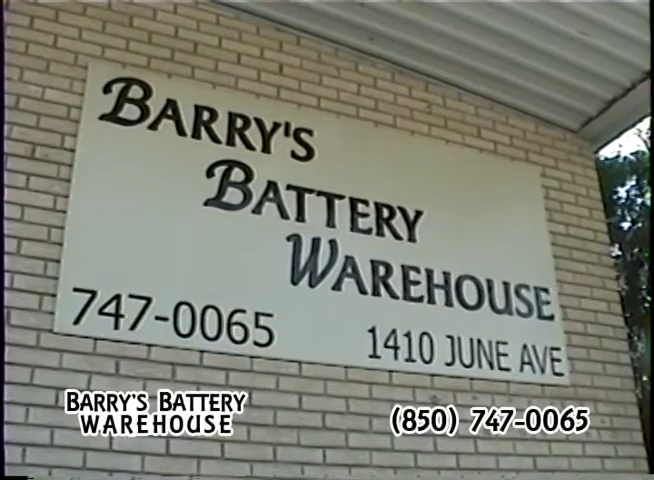 BARRY'S
BATTERY
WAREHOUSE
747-0065
1410 JUNE AVE
BARRY'S BATTERY
WAREHOUSE
(850) 747-0065